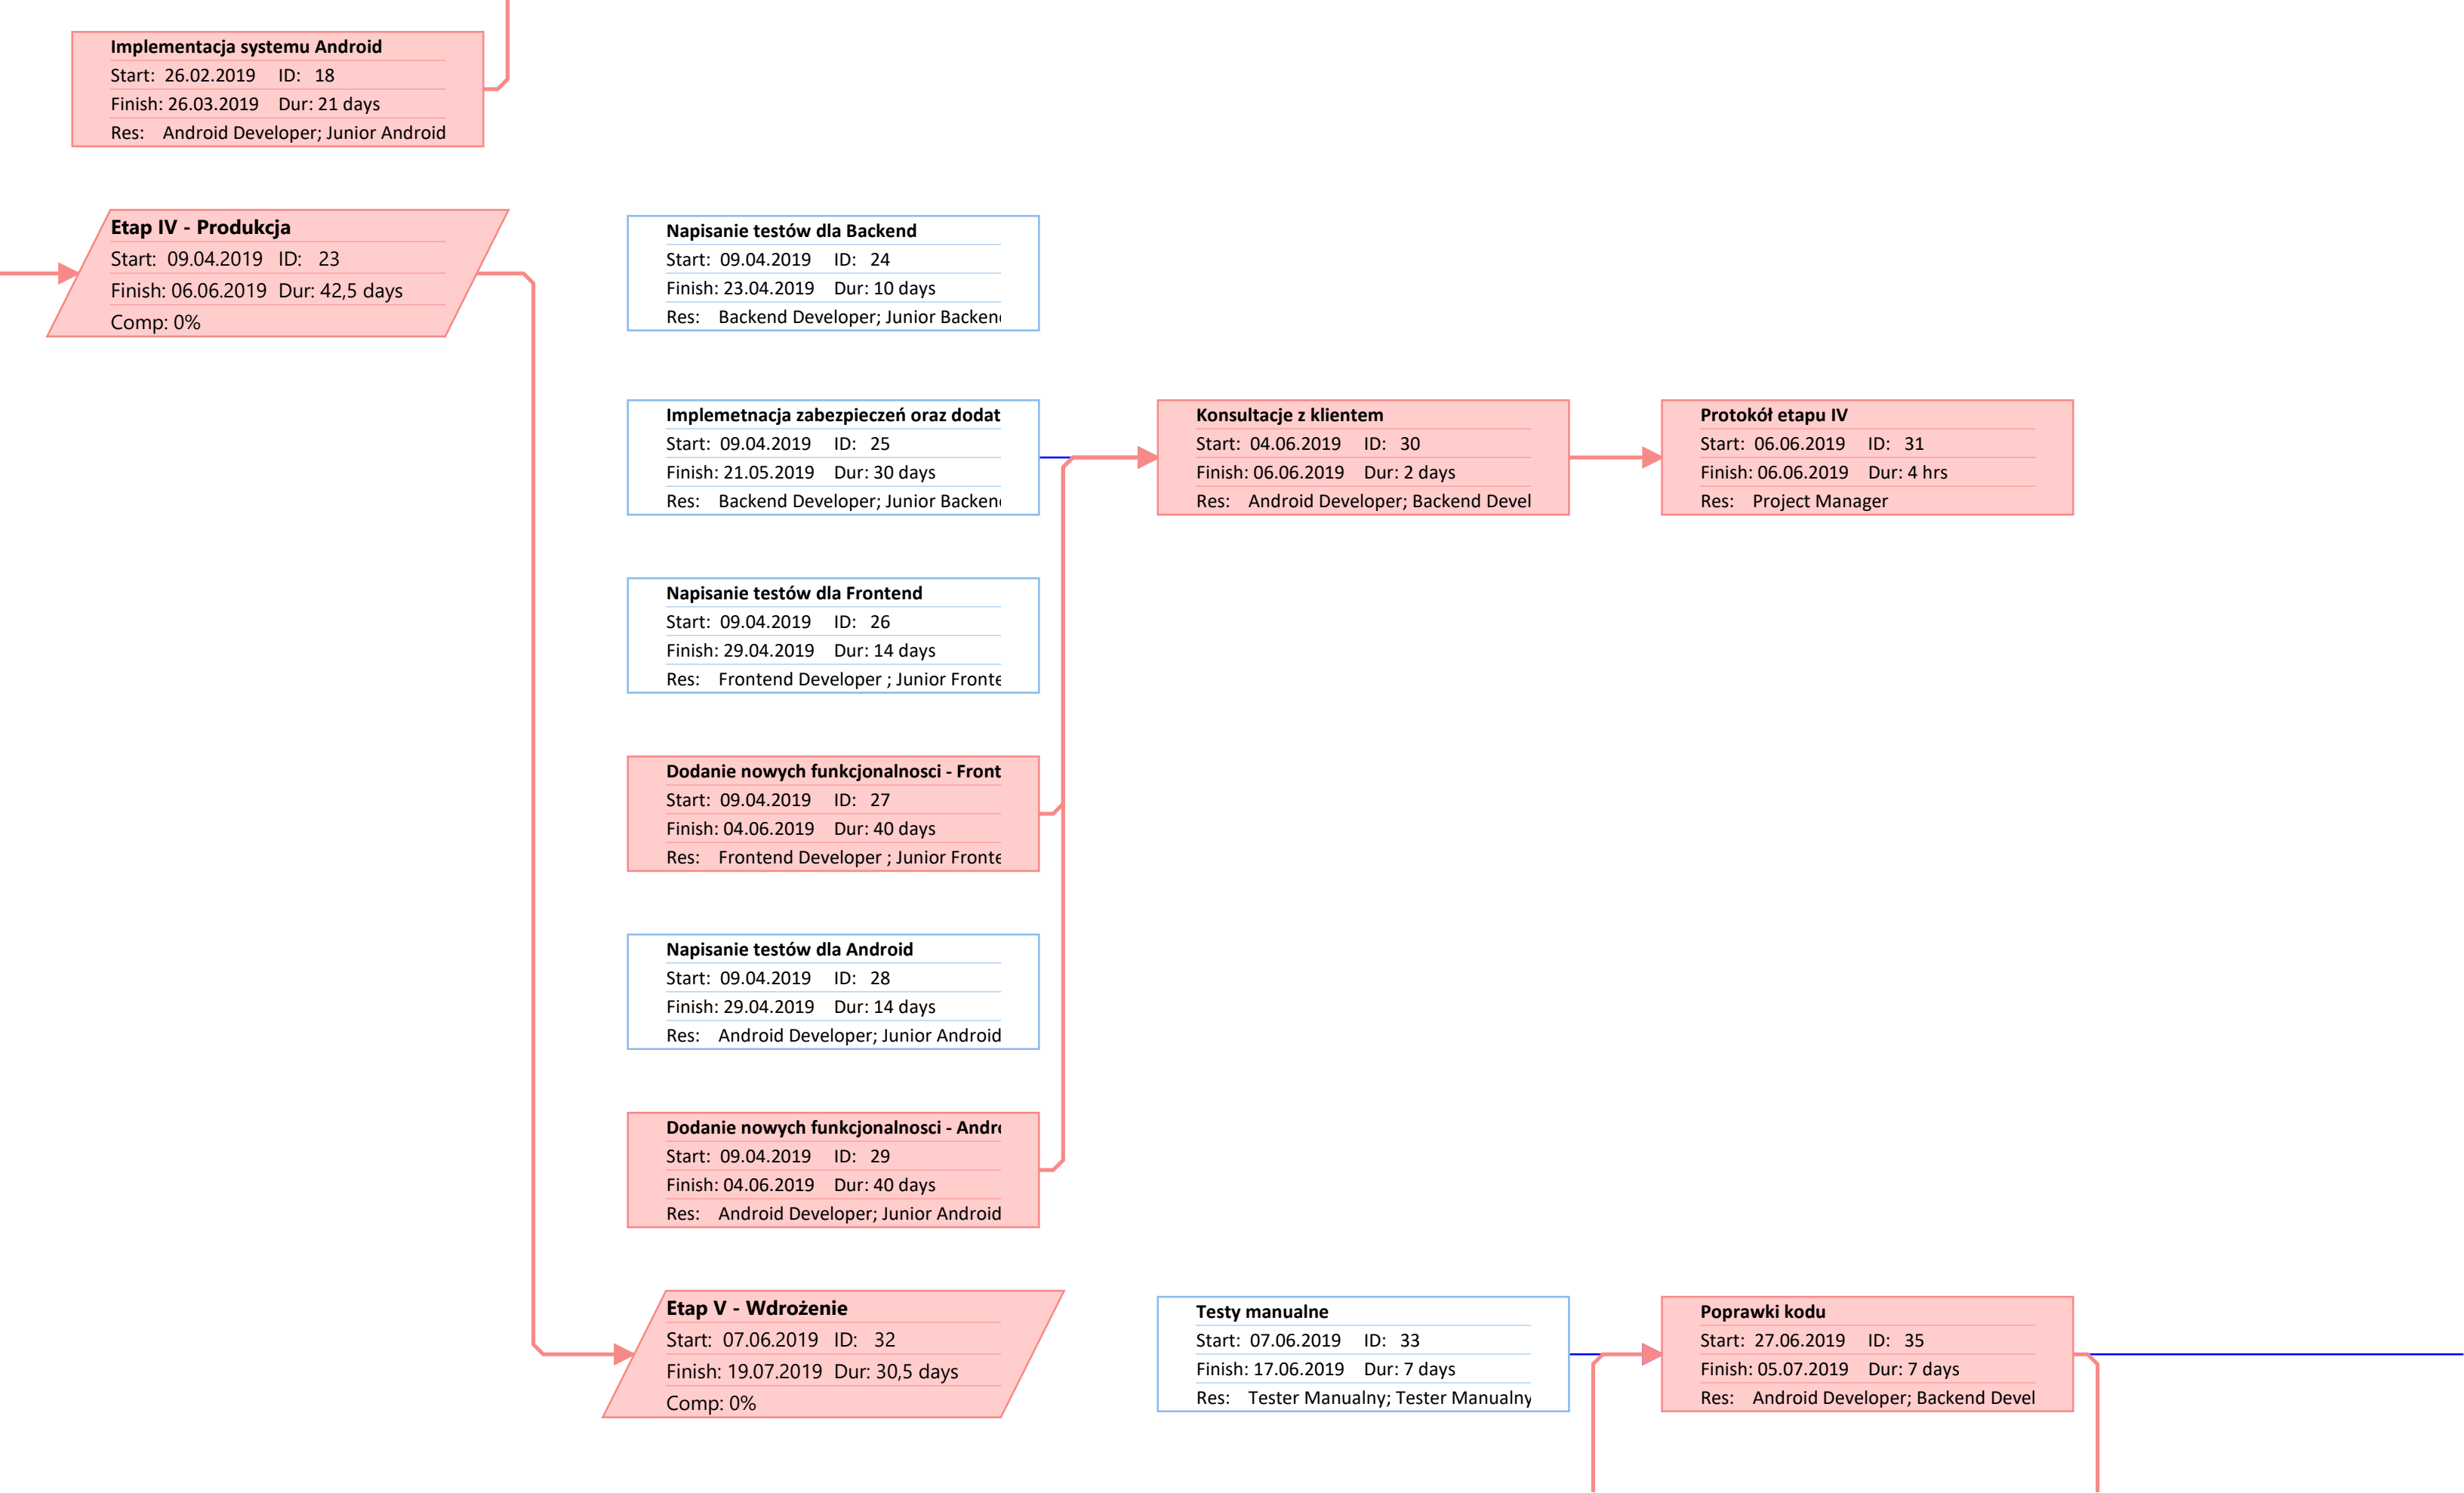 Implementacja systemu Android
Start: 26.02.2019 ID: 18
Finish: 26.03.2019 Dur: 21 days
Res: Android Developer; Junior Android
Etap IV - Produkcja
Start: 09.04.2019 ID: 23
Finish: 06.06.2019 Dur: 42,5 days
Comp: 0%
Napisanie testów dla Backend
Start: 09.04.2019 ID: 24
Finish: 23.04.2019 Dur: 10 days
Res: Backend Developer; Junior Backen
Implemetnacja zabezpieczeń oraz dodat
Start: 09.04.2019 ID: 25
Finish: 21.05.2019 Dur: 30 days
Res: Backend Developer; Junior Backen
Konsultacje z klientem
Start: 04.06.2019 ID: 30
Finish: 06.06.2019 Dur: 2 days
Res: Android Developer; Backend Devel
Protokół etapu IV
Start: 06.06.2019 ID: 31
Finish: 06.06.2019 Dur: 4 hrs
Res: Project Manager
Napisanie testów dla Frontend
Start: 09.04.2019 ID: 26
Finish: 29.04.2019 Dur: 14 days
Res: Frontend Developer ; Junior Fronte
Dodanie nowych funkcjonalnosci - Front
Start: 09.04.2019 ID: 27
Finish: 04.06.2019 Dur: 40 days
Res: Frontend Developer ; Junior Fronte
Napisanie testów dla Android
Start: 09.04.2019 ID: 28
Finish: 29.04.2019 Dur: 14 days
Res: Android Developer; Junior Android
Dodanie nowych funkcjonalnosci - Andr
Start: 09.04.2019 ID: 29
Finish: 04.06.2019 Dur: 40 days
Res: Android Developer; Junior Android
Etap V - Wdrożenie
Start: 07.06.2019 ID: 32
Finish: 19.07.2019 Dur: 30,5 days
Comp: 0%
Testy manualne
Start: 07.06.2019 ID: 33
Finish: 17.06.2019 Dur: 7 days
Res: Tester Manualny; Tester Manualny
Poprawki kodu
Start: 27.06.2019 ID: 35
Finish: 05.07.2019 Dur: 7 days
Res: Android Developer; Backend Devel